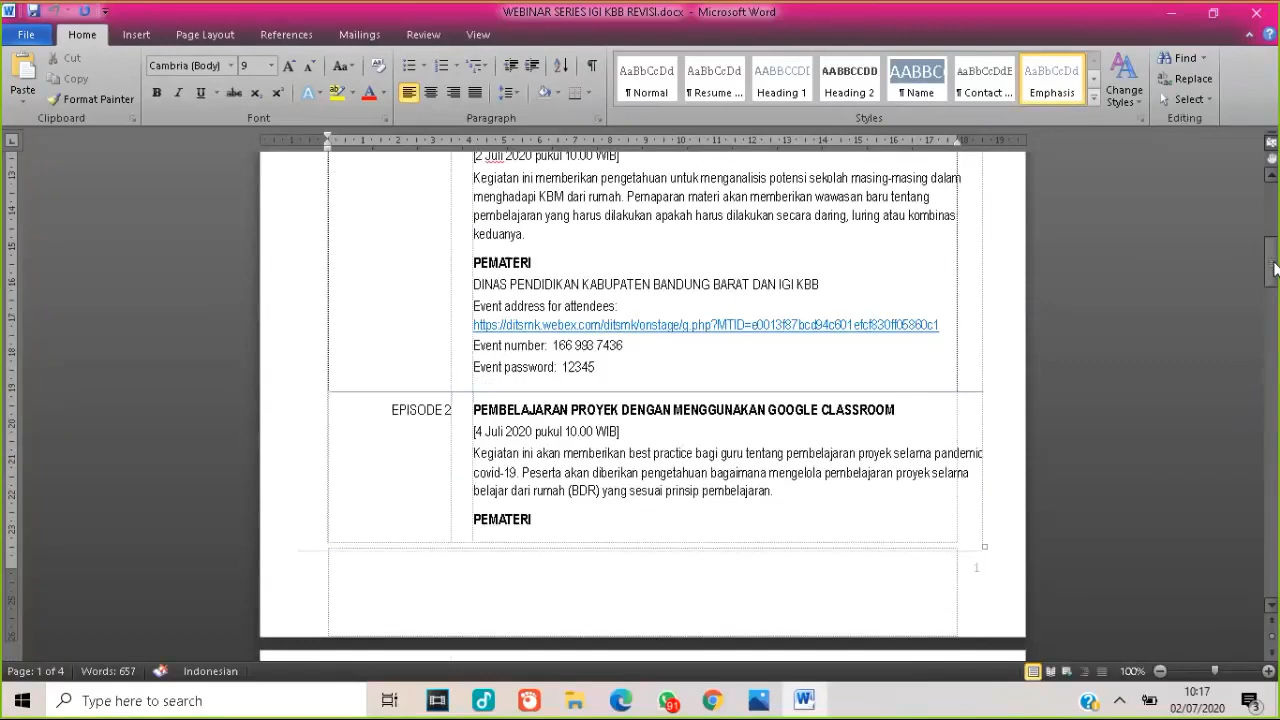 WEBINAR SERIES IGI KBB REVISI.docx - Microsoft Word
File Home Insert Page Layout References Mailings Review View
Paste
Cut
Copy
Format Painter
Clipboard
Cambria (Body) 9
Font
Paragraph
AaBbCcDd AaBbCcDd AABBCCDI AABBCCDD AABBC AaBbCcDdE AaBbCcDd
¶ Normal ¶ Resume ... Heading 1 Heading 2 ¶ Name ¶ Contact ... Emphasis
Change Styles
Styles
Find
Replace
Select
Editing
[2 Juli 2020 pukul 10.00 WIB]
Kegiatan ini memberikan pengetahuan untuk menganalisis potensi sekolah masing-masing dalam
menghadapi KBM dari rumah. Pemaparan materi akan memberikan wawasan baru tentang
pembelajaran yang harus dilakukan apakah harus dilakukan secara daring, luring atau kombinas
keduanya.
PEMATERI
DINAS PENDIDIKAN KABUPATEN BANDUNG BARAT DAN IGI KBB
Event address for attendees:
https://ditsmk.webex.com/ditsmk/onstage/g.php?MTID=e0013f87bcd94c601efcf830ff05860c1
Event number: 166 993 7436
Event password: 12345
EPISODE 2 PEMBELAJARAN PROYEK DENGAN MENGGUNAKAN GOOGLE CLASSROOM
[4 Juli 2020 pukul 10.00 WIB]
Kegiatan ini akan memberikan best practice bagi guru tentang pembelajaran proyek selama pandemic
covid-19. Peserta akan diberikan pengetahuan bagaimana mengelola pembelajaran proyek selama
belajar dari rumah (BDR) yang sesuai prinsip pembelajaran.
PEMATERI
1
Page: 1 of 4 Words: 657 Indonesian 100%
Type here to search 91 10:17
02/07/2020 3